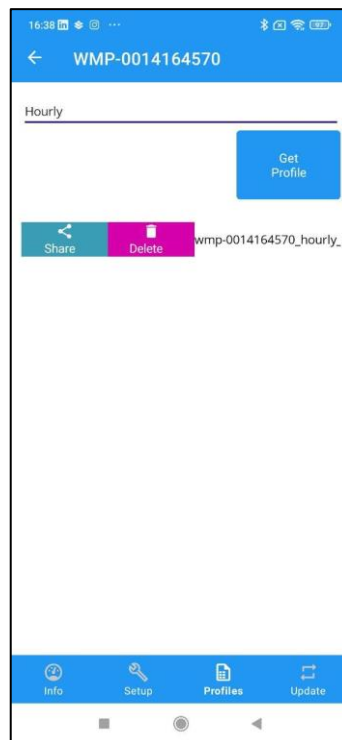 16:38
WMP-0014164570
Hourly
Get
Profile
Share Delete wmp-0014164570_hourly_
Info Setup Profiles Update